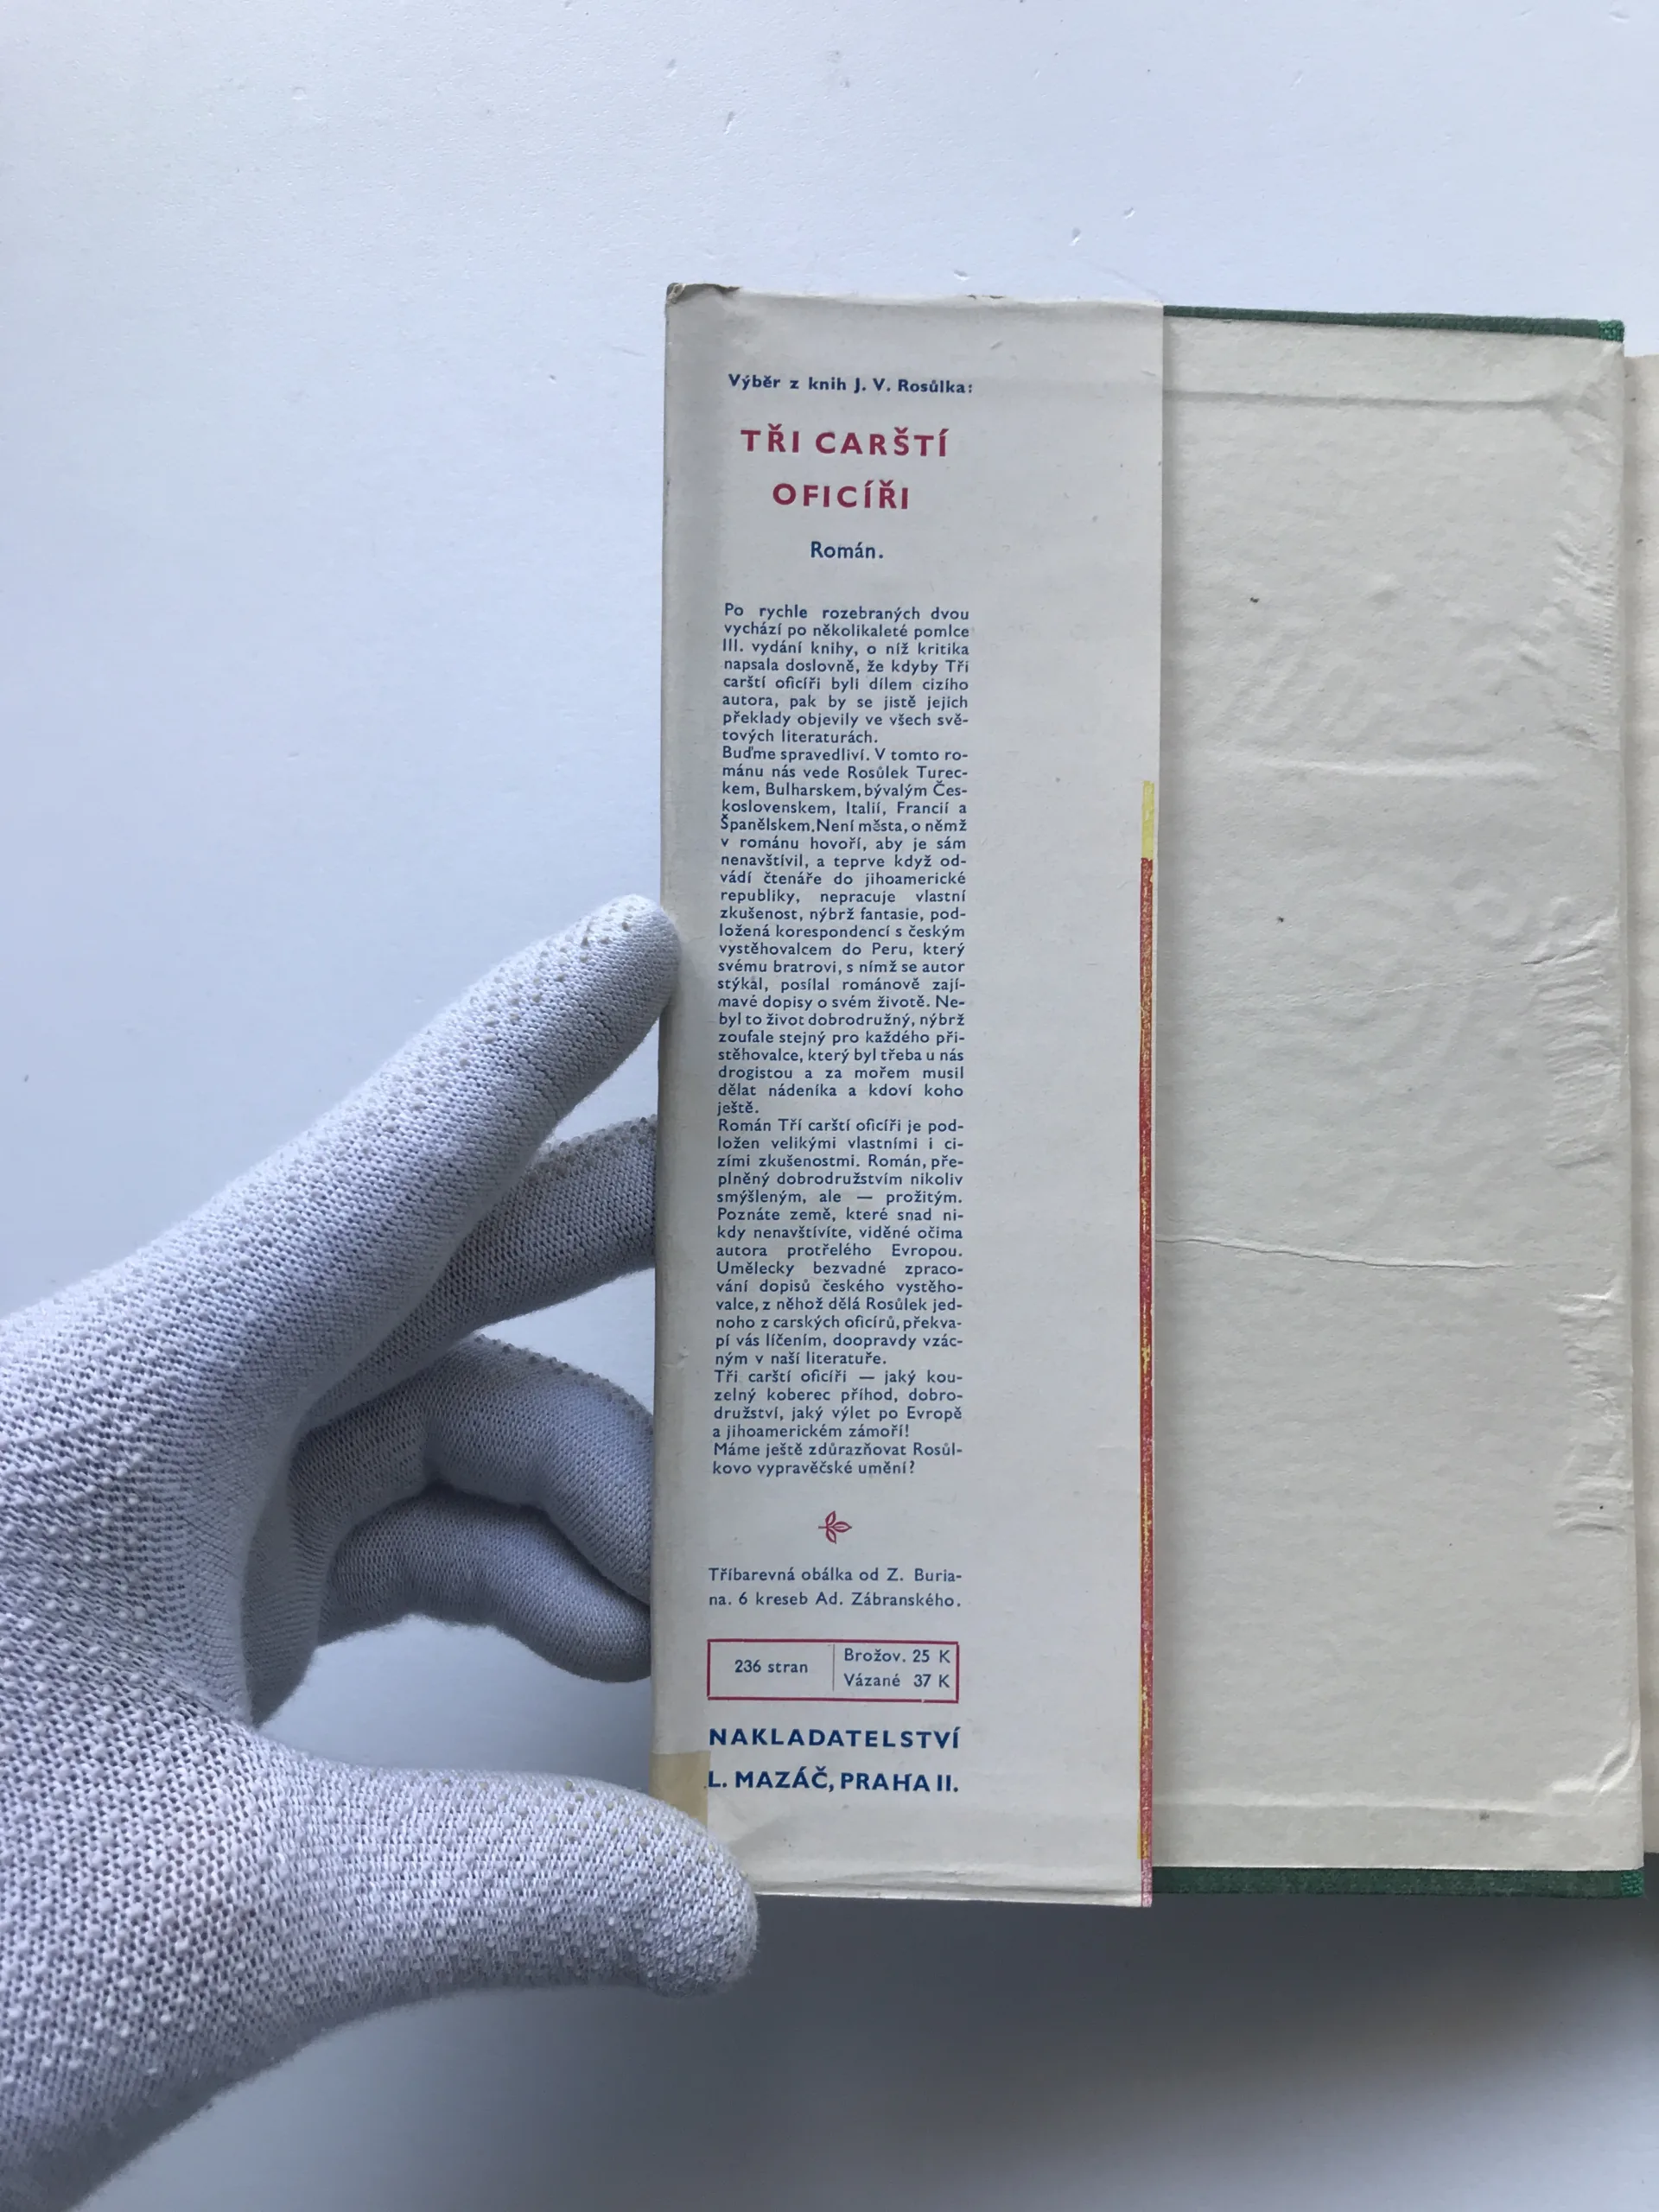 Výběr z knih J. V. Rosůlka:
TŘI CARŠTÍ
OFICÍŘI
Román.
Po rychle rozebraných dvou
vychází po několikaleté pomlce
III. vydání knihy, o níž kritika
napsala doslovně, že kdyby Tři
carští oficíři byli dílem cizího
autora, pak by se jistě jejich
překlady objevily ve všech svě-
tových literaturách.
Buďme spravedliví. V tomto ro-
mánu nás vede Rosůlek Turec-
kem, Bulharskem, bývalým Čes-
koslovenskem, Italií, Francií a
Španělskem. Není města, o němž
v románu hovoří, aby je sám
nenavštívil, a teprve když od-
vádí čtenáře do jihoamerické
republiky, nepracuje vlastní
zkušenost, nýbrž fantasie, pod-
ložená korespondencí s českým
vystěhovalcem do Peru, který
svému bratrovi, s nímž se autor
stýkal, posílal románově zají-
mavé dopisy o svém životě. Ne-
byl to život dobrodružný, nýbrž
zoufale stejný pro každého při-
stěhovalce, který byl třeba u nás
drogistou a za mořem musil
dělat nádeníka a kdoví koho
ještě.
Román Tří carští oficíři je pod-
ložen velikými vlastními i ci-
zími zkušenostmi. Román, pře-
plněný dobrodružstvím nikoliv
smýšleným, ale — prožitým.
Poznáte země, které snad ni-
kdy nenavštívíte, viděné očima
autora protřelého Evropou.
Umělecky bezvadné zpraco-
vání dopisů českého vystěho-
valce, z něhož dělá Rosůlek jed-
noho z carských oficírů, překva-
pí vás líčením, doopravdy vzác-
ným v naší literatuře.
Tři carští oficíři — jaký kou-
zelný koberec příhod, dobro-
družství, jaký výlet po Evropě
a jihoamerickém zámoří!
Máme ještě zdůrazňovat Rosůl-
kovo vypravěčské umění?
Tříbarevná obálka od Z. Buria-
na. 6 kreseb Ad. Zábranského.
236 stran
Brožov. 25 K
Vázané 37 K
NAKLADATELSTVÍ
L. MAZÁČ, PRAHA II.